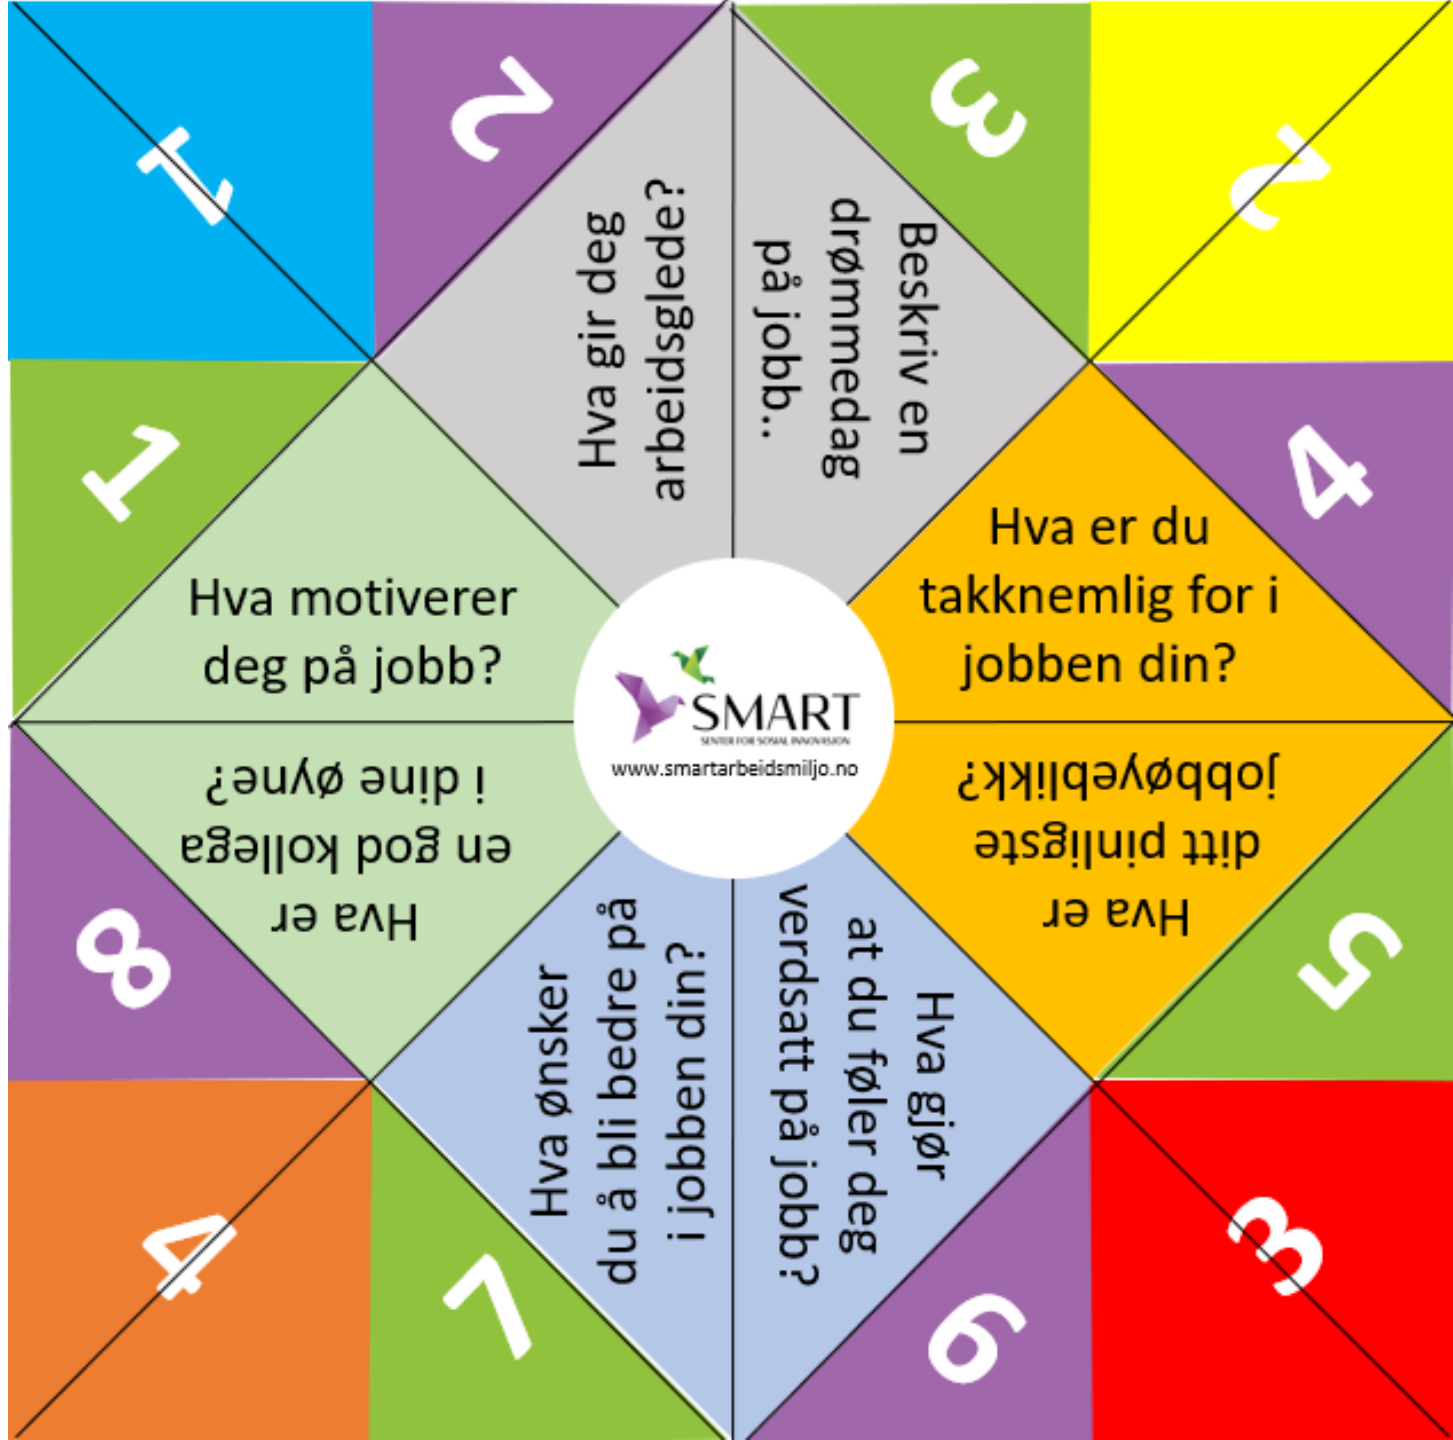 1
2
3
2
1
4
Hva gir deg
arbeidsglede?
Beskriv en
drømmedag
på jobb..
Hva motiverer
deg på jobb?
Hva er du
takknemlig for i
jobben din?
SMART
SENTER FOR SOSIAL INNOVASJON
www.smartarbeidsmiljo.no
Hva er
en god kollega
i dine øyne?
Hva er
ditt pinligste
jobbøyeblikk?
8
5
Hva ønsker
du å bli bedre på
i jobben din?
Hva gjør
at du føler deg
verdsatt på jobb?
4
7
6
3